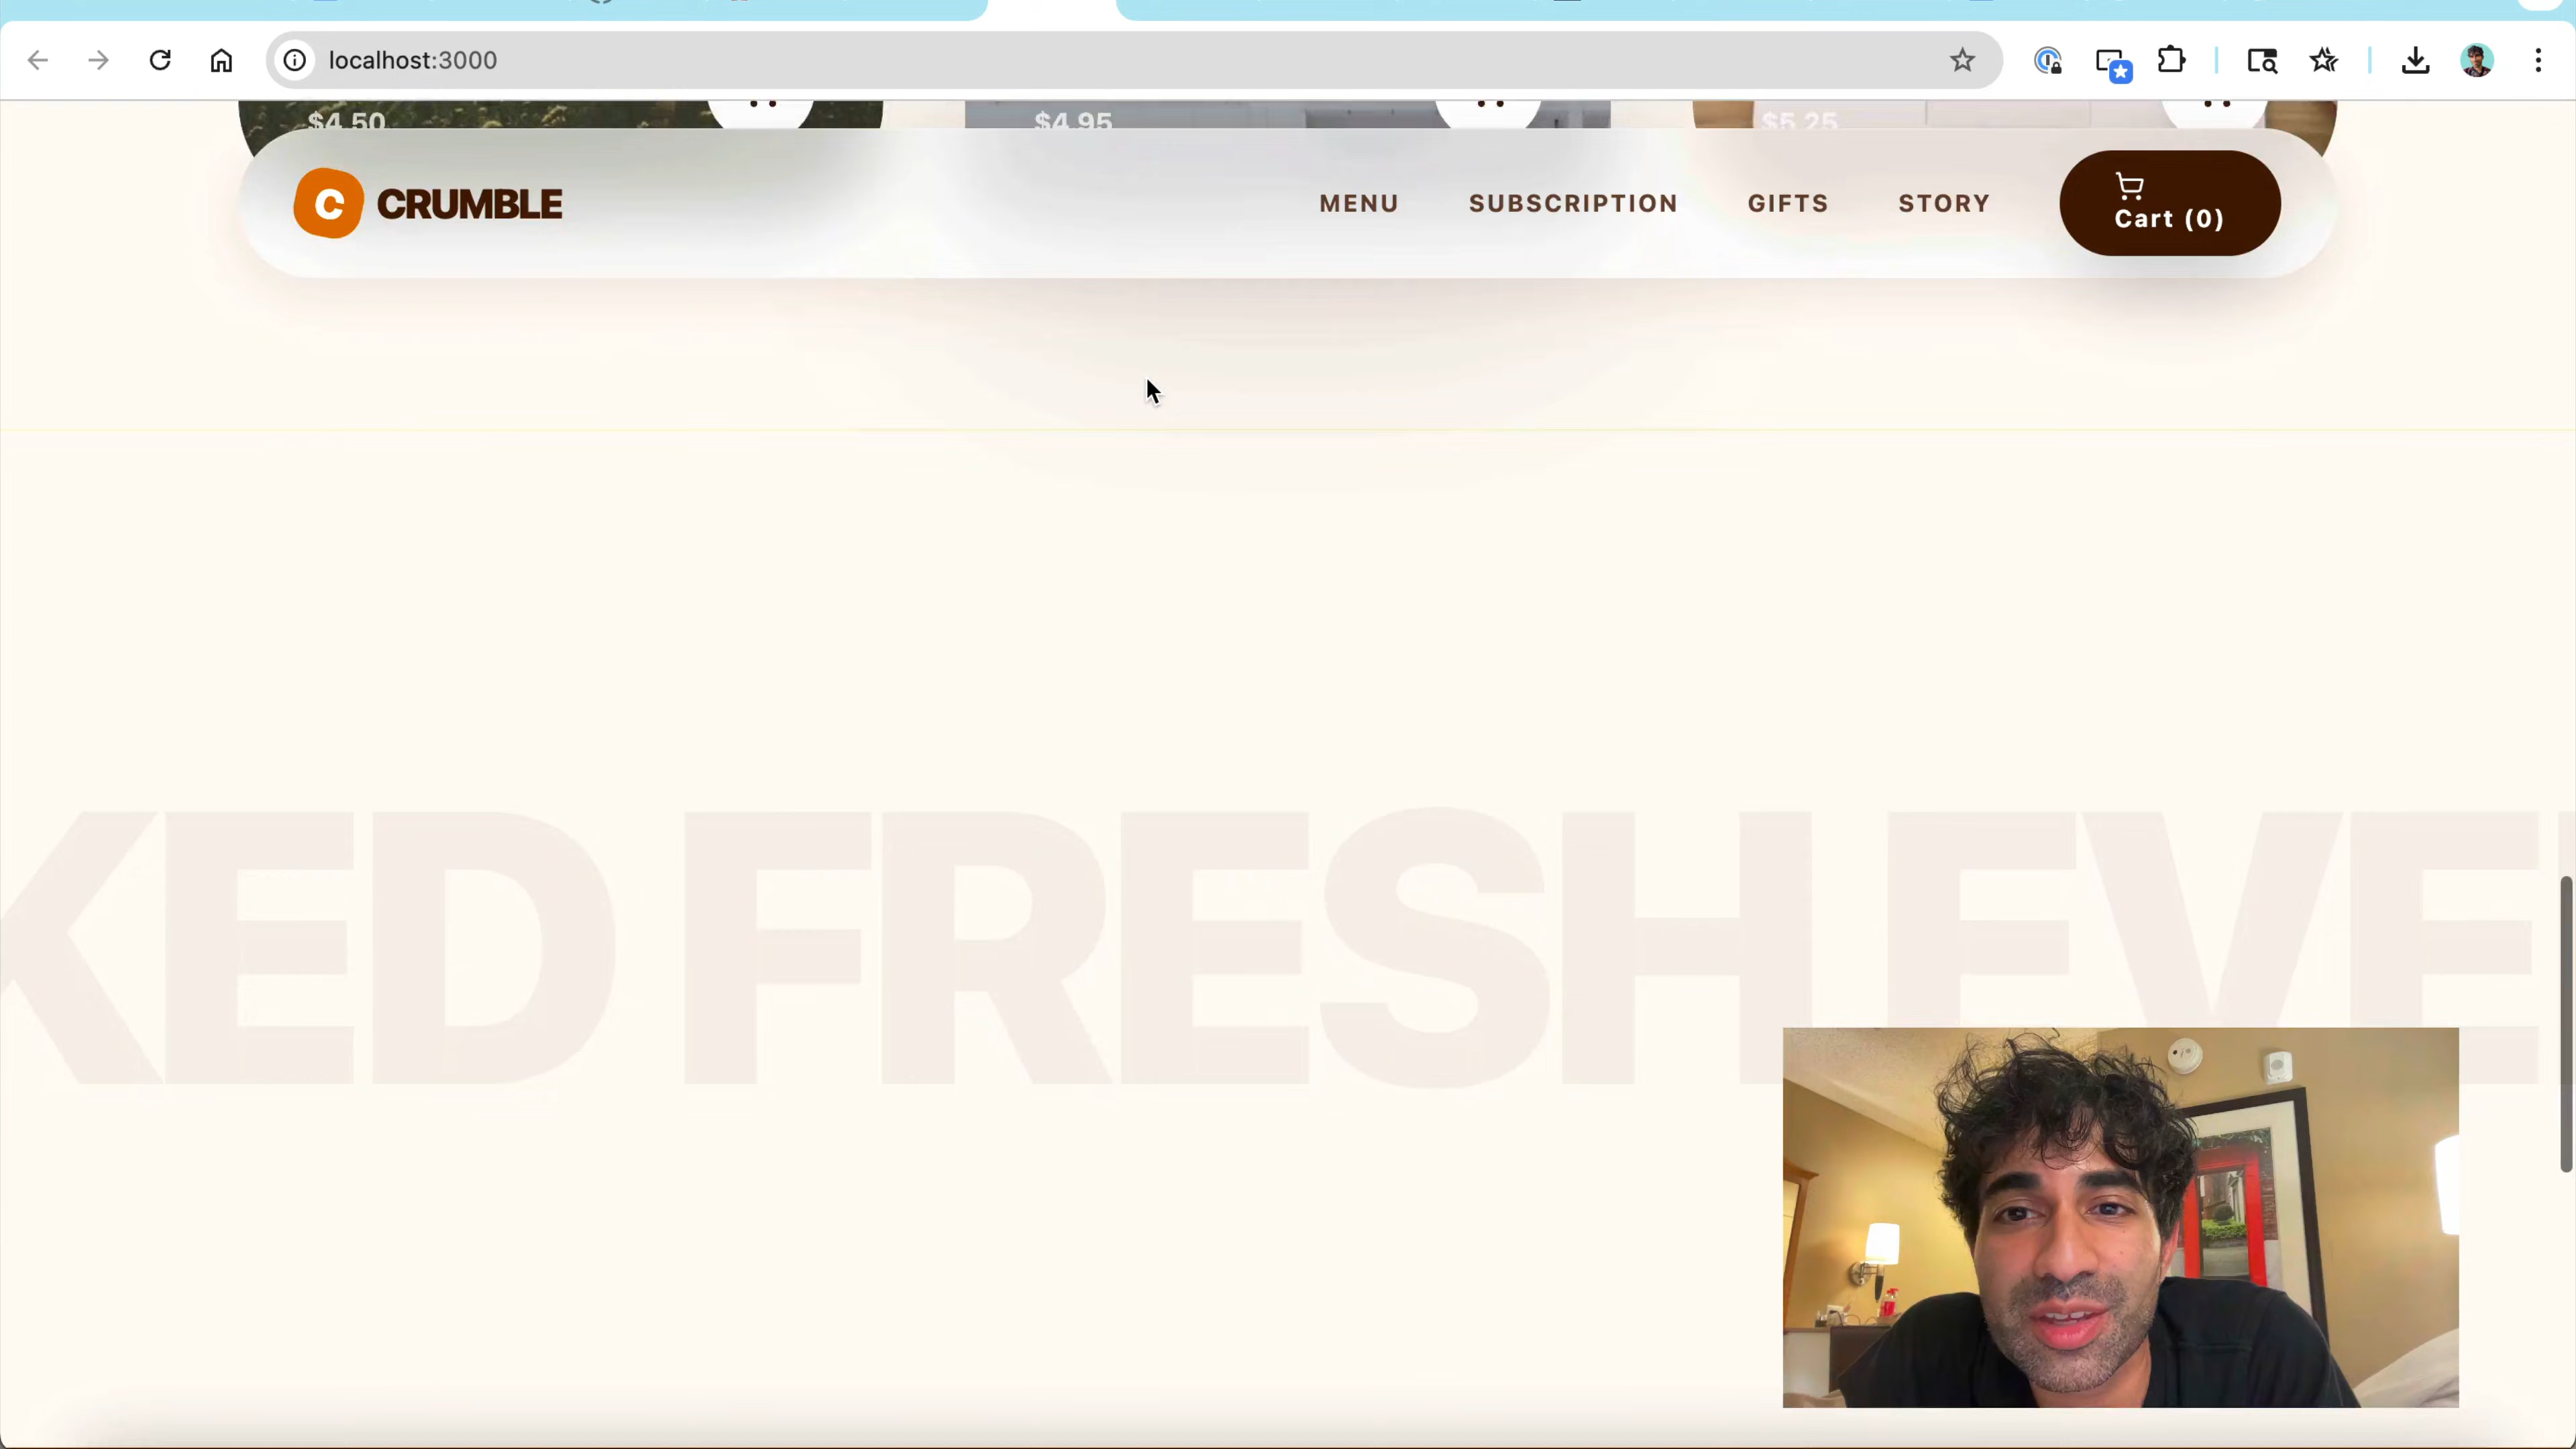 localhost:3000
$4.50
$4.95
$5.25
C CRUMBLE
MENU
SUBSCRIPTION
GIFTS
STORY
Cart (0)
KED FRESH EVE